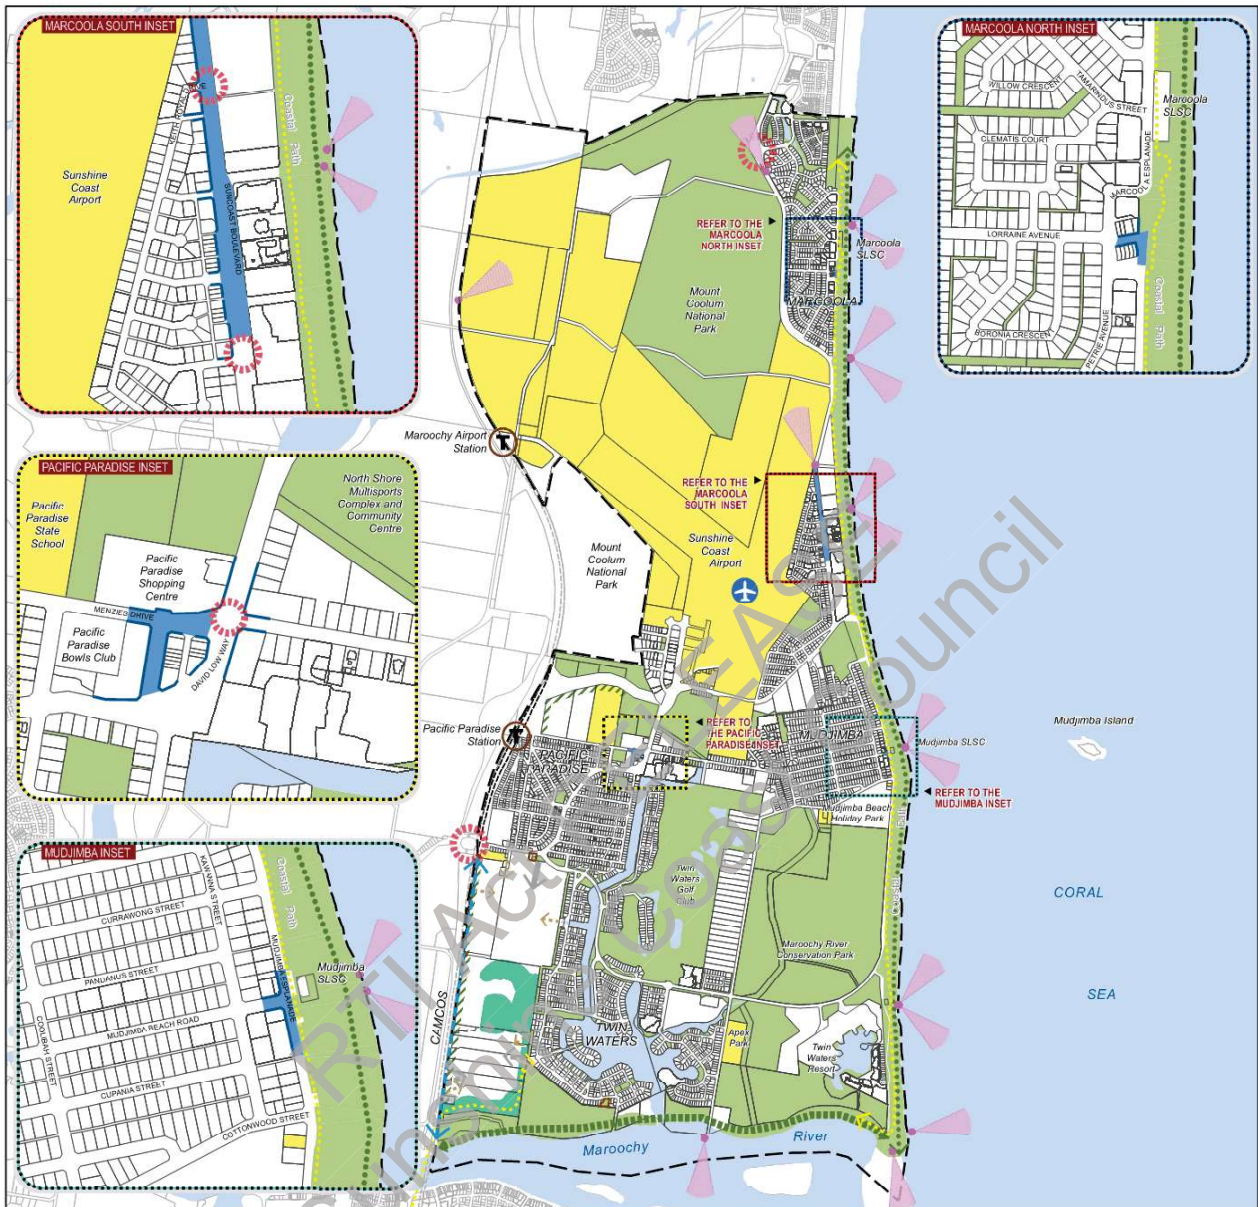 MARCOOLA SOUTH INSET
KEITH ROYAL DRIVE
Sunshine
Coast
Airport
SUNCOAST BOULEVARD
Coastal Path
MARCOOLA NORTH INSET
WILLOW CRESCENT
TAMARINDUS STREET
CLEMATIS COURT
Marcoola
SLSC
MARCOOLA ESPLANADE
LORRAINE AVENUE
BORONIA CRESCEN
PETRIE AVENUE
Coastal Path
REFER TO THE
MARCOOLA
NORTH INSET
Marcoola
SLSC
MARCOOLA
Mount
Coolum
National
Park
Maroochy Airport
Station
REFER TO THE
MARCOOLA
SOUTH INSET
Mount
Coolum
National
Park
Sunshine
Coast
Airport
PACIFIC PARADISE INSET
Pacific
Paradise
State
School
North Shore
Multisports
Complex and
Community
Centre
Pacific
Paradise
Shopping
Centre
MENZIES DRIVE
Pacific
Paradise
Bowls Club
DAVID LOW WAY
Pacific Paradise
Station
PACIFIC
PARADISE
REFER TO
THE PACIFIC
PARADISE INSET
MUDJIMBA
Mudjimba SLSC
Mudjimba Island
REFER TO THE
MUDJIMBA INSET
Mudjimba Beach
Holiday Park
MUDJIMBA INSET
KAWANNA STREET
CURRAWONG STREET
PANDANUS STREET
MUDJIMBA BEACH ROAD
COOLIBAH STREET
CUPANIA STREET
COTTONWOOD STREET
MUDJIMBA ESPLANADE
Coastal Path
Mudjimba
SLSC
Twin
Waters
Golf
Club
CORAL
SEA
Maroochy River
Conservation Park
CAMCOS
TWIN
WATERS
Apex
Park
Twin
Waters
Resort
Maroochy River
RTI Act RELEASE
Sunshine Coast Council